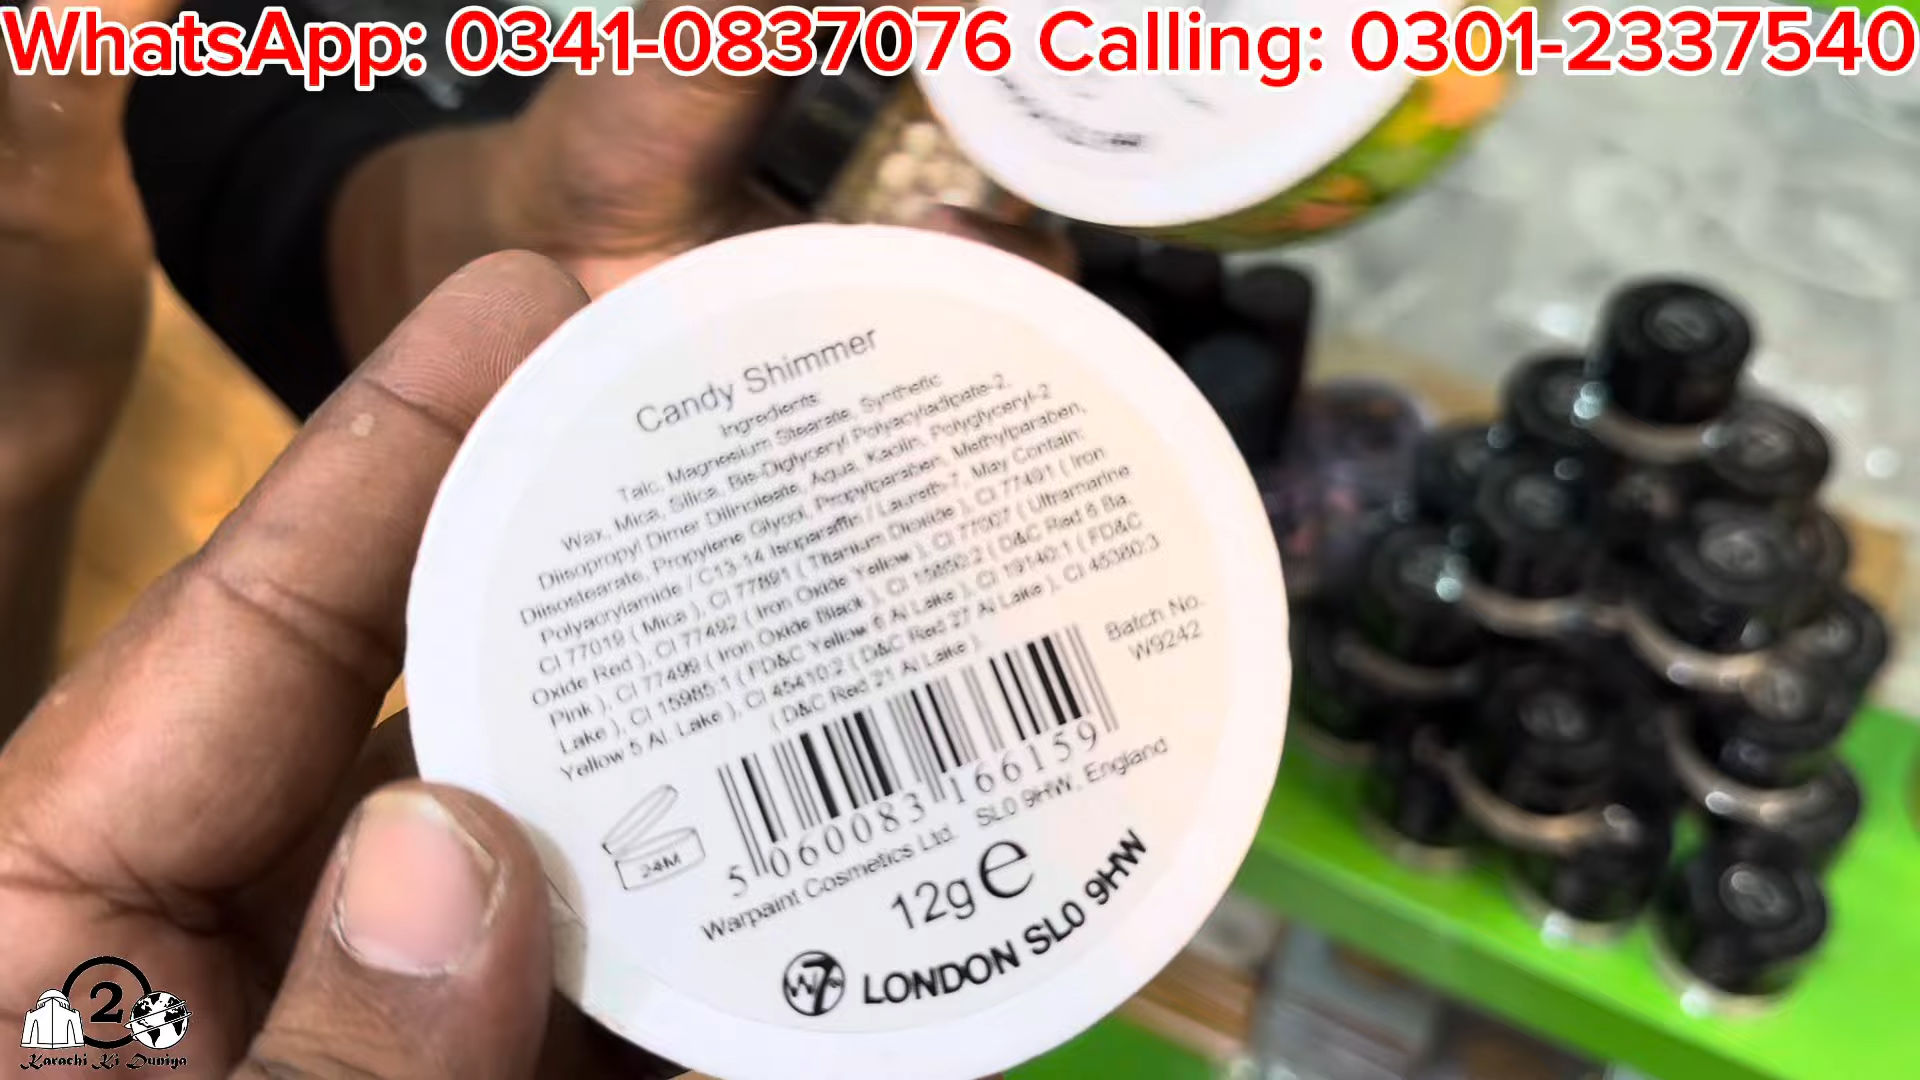 WhatsApp: 0341-0837076 Calling: 0301-2337540
Candy Shimmer
Ingredients:
Talc, Magnesium Stearate, Synthetic
Wax, Mica, Silica, Bis-Diglyceryl Polyacyladipate-2,
Diisopropyl Dimer Dilinoleate, Aqua, Kaolin, Polyglyceryl-2
Diisostearate, Propylene Glycol, Propylparaben, Methylparaben,
Polyacrylamide / C13-14 Isoparaffin / Laureth-7, May Contain:
CI 77019 ( Mica ), CI 77891 ( Titanium Dioxide ), CI 77491 ( Iron
Oxide Red ), CI 77492 ( Iron Oxide Yellow ), CI 77007 ( Ultramarine
Pink ), CI 77499 ( Iron Oxide Black ), CI 15850:2 ( D&C Red 6 Ba.
Lake ), CI 15985:1 ( FD&C Yellow 6 Al Lake ), CI 19140:1 ( FD&C
Yellow 5 Al. Lake ), CI 45410:2 ( D&C Red 27 Al Lake ), CI 45380:3
( D&C Red 21 Al Lake )
Batch No.
W9242
24M
5 060083 166159
Warpaint Cosmetics Ltd. SL0 9HW, England
12g e
W7 LONDON SL0 9HW
2
Karachi Ki Duniya